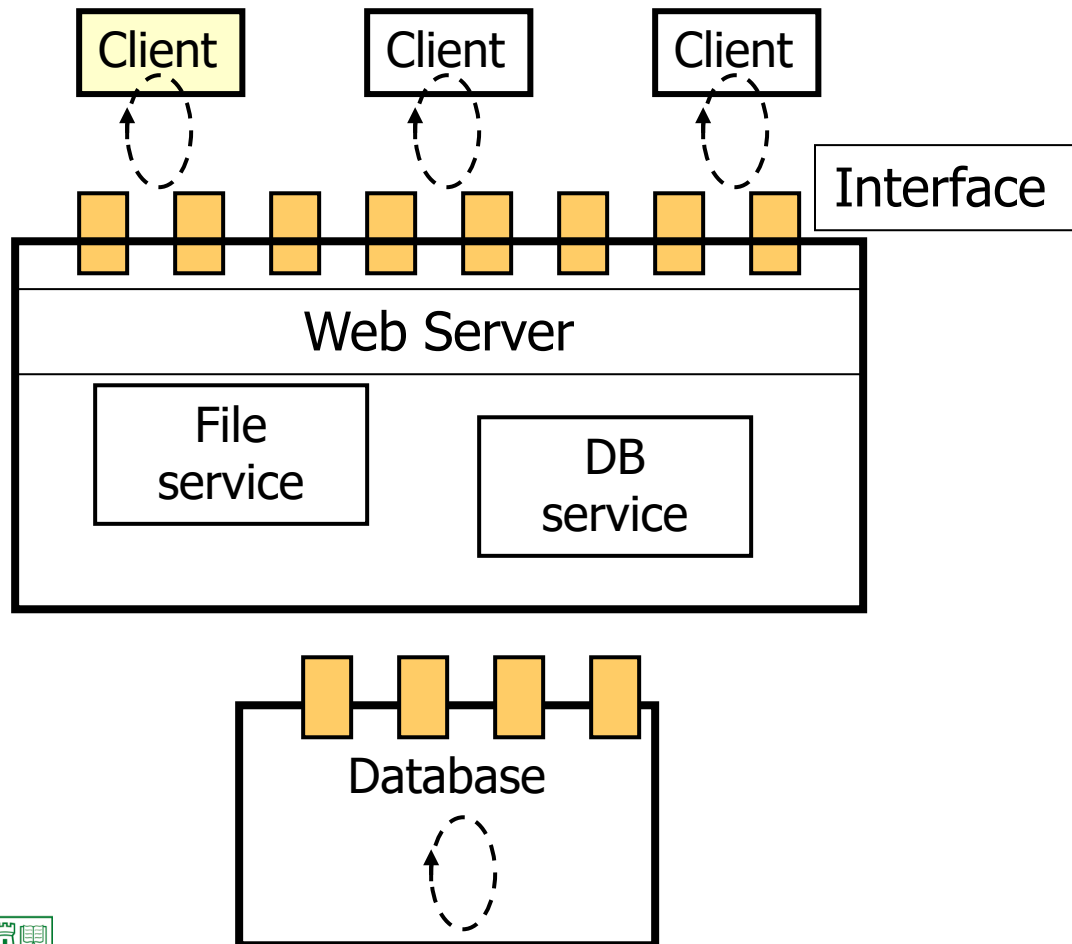 Client
Client
Client
Interface
Web Server
File
service
DB
service
Database